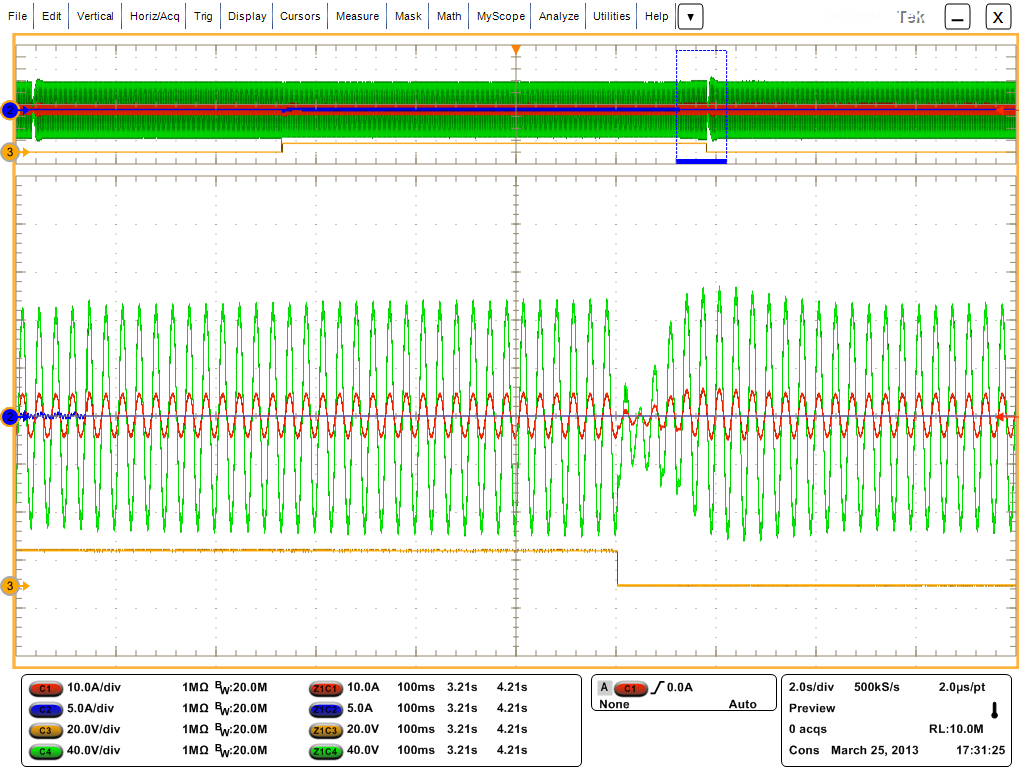 File Edit Vertical Horiz/Acq Trig Display Cursors Measure Mask Math MyScope Analyze Utilities Help ▼ Tek X
2
3
3
C1 10.0A/div 1MΩ BW:20.0M Z1C1 10.0A 100ms 3.21s 4.21s
C2 5.0A/div 1MΩ BW:20.0M Z1C2 5.0A 100ms 3.21s 4.21s
C3 20.0V/div 1MΩ BW:20.0M Z1C3 20.0V 100ms 3.21s 4.21s
C4 40.0V/div 1MΩ BW:20.0M Z1C4 40.0V 100ms 3.21s 4.21s
A C1 0.0A
None Auto
2.0s/div 500kS/s 2.0µs/pt
Preview
0 acqs RL:10.0M
Cons March 25, 2013 17:31:25